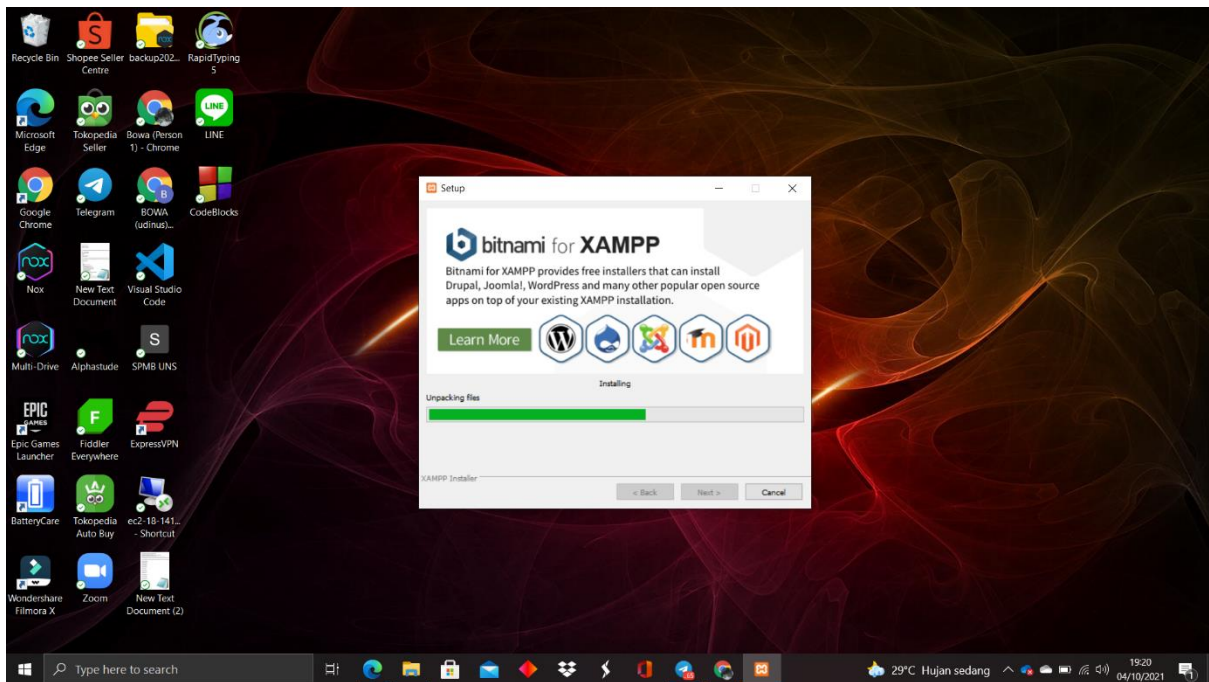 Recycle Bin
Shopee Seller
Centre
backup202...
RapidTyping
5
Microsoft
Edge
Tokopedia
Seller
Bowa (Person
1) - Chrome
LINE
LINE
Google
Chrome
Telegram
BOWA
(udinus)...
CodeBlocks
Nox
New Text
Document
Visual Studio
Code
Multi-Drive
Alphastude
S
SPMB UNS
EPIC
GAMES
Epic Games
Launcher
F
Fiddler
Everywhere
ExpressVPN
BatteryCare
Tokopedia
Auto Buy
ec2-18-141...
- Shortcut
Wondershare
Filmora X
Zoom
New Text
Document (2)
Setup
bitnami for XAMPP
Bitnami for XAMPP provides free installers that can install
Drupal, Joomla!, WordPress and many other popular open source
apps on top of your existing XAMPP installation.
Learn More
Installing
Unpacking files
XAMPP Installer
< Back
Next >
Cancel
Type here to search
29°C Hujan sedang
19:20
04/10/2021